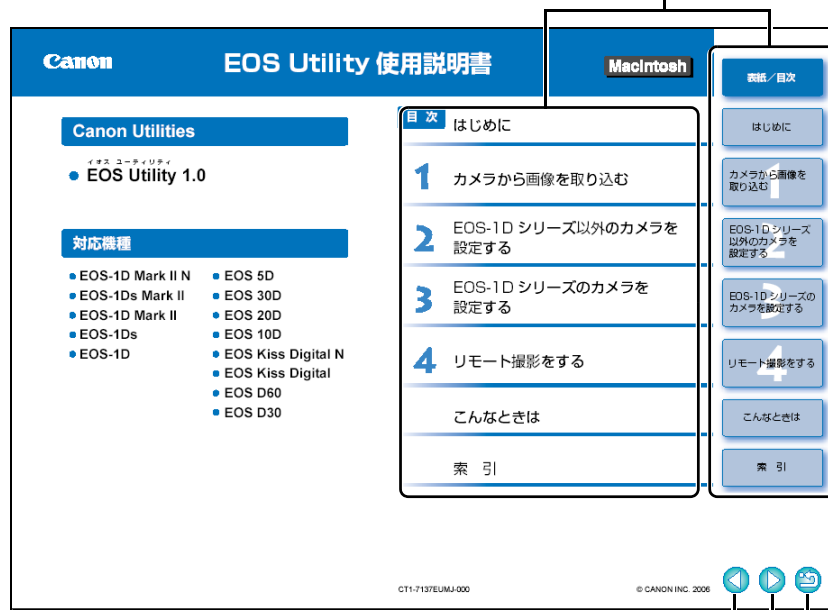 Canon
EOS Utility 使用説明書
Macintosh
Canon Utilities
イオス ユーティリティ
EOS Utility 1.0
対応機種
EOS-1D Mark II N
EOS-1Ds Mark II
EOS-1D Mark II
EOS-1Ds
EOS-1D
EOS 5D
EOS 30D
EOS 20D
EOS 10D
EOS Kiss Digital N
EOS Kiss Digital
EOS D60
EOS D30
目 次
はじめに
1 カメラから画像を取り込む
2 EOS-1D シリーズ以外のカメラを
設定する
3 EOS-1D シリーズのカメラを
設定する
4 リモート撮影をする
こんなときは
索 引
表紙／目次
はじめに
1
カメラから画像を
取り込む
2
EOS-1D シリーズ
以外のカメラを
設定する
3
EOS-1D シリーズの
カメラを設定する
4
リモート撮影をする
こんなときは
索 引
CT1-7137EUMJ-000
© CANON INC. 2006